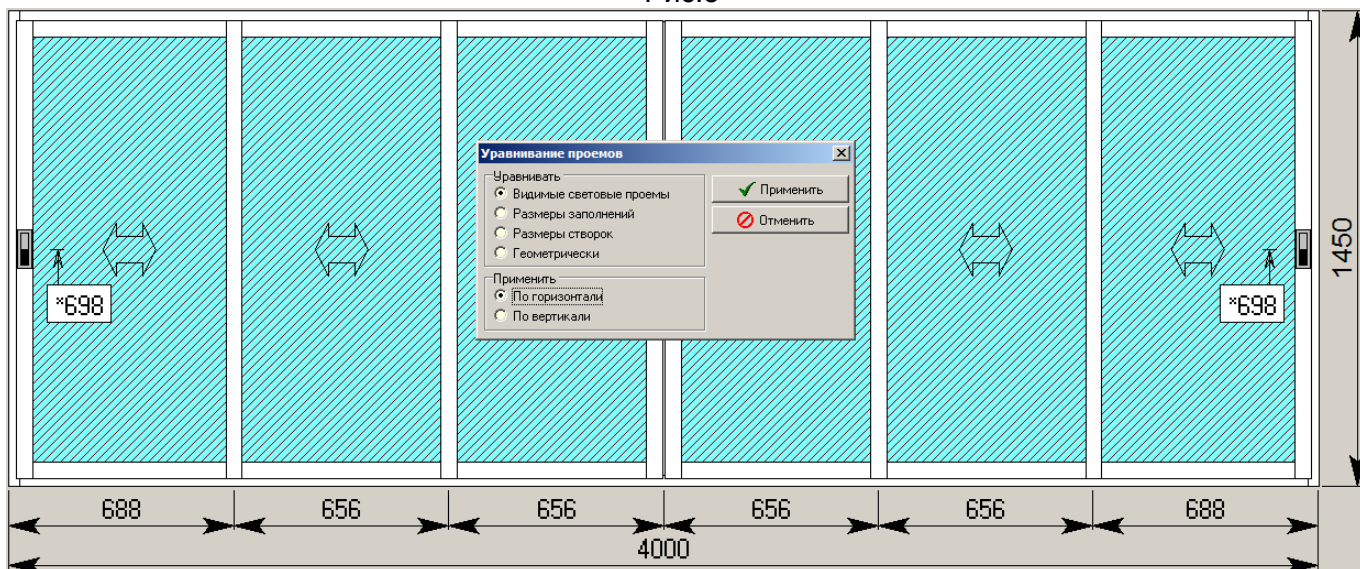 Уравнивание проемов
Уравнивать
Видимые световые проемы
Размеры заполнений
Размеры створок
Геометрически
Применить
Отменить
Применить
По горизонтали
По вертикали
*698
*698
1450
688 656 656 656 656 688
4000